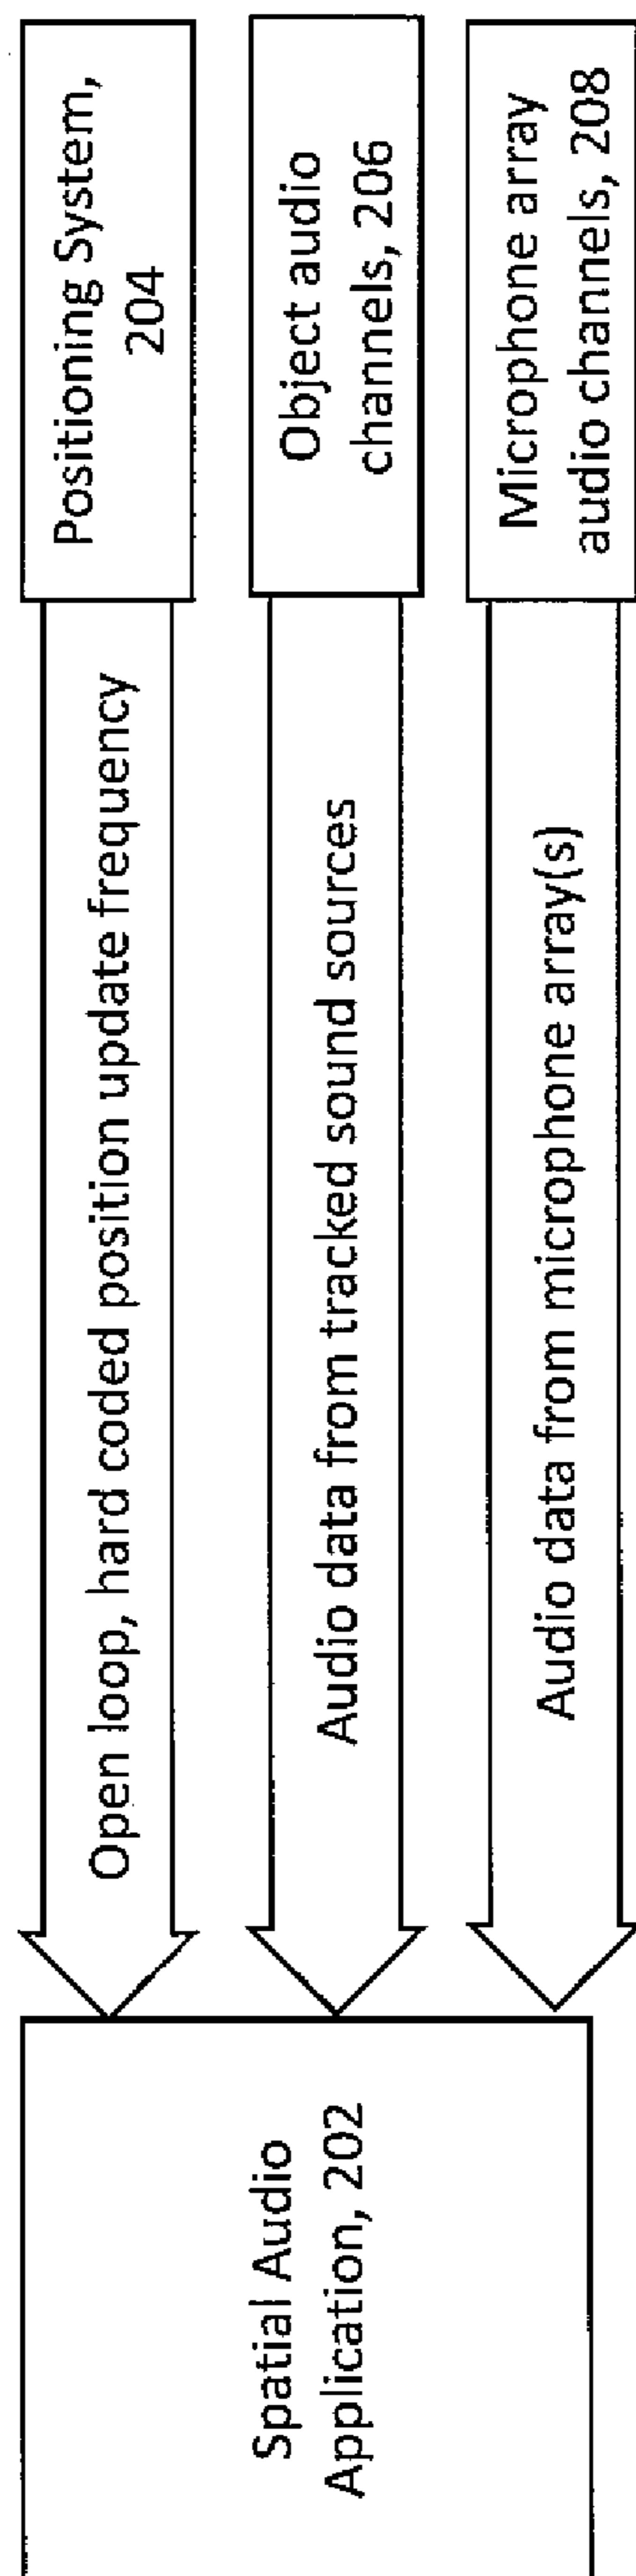 Positioning System,
204
Open loop, hard coded position update frequency
Object audio
channels, 206
Audio data from tracked sound sources
Microphone array
audio channels, 208
Audio data from microphone array(s)
Spatial Audio
Application, 202